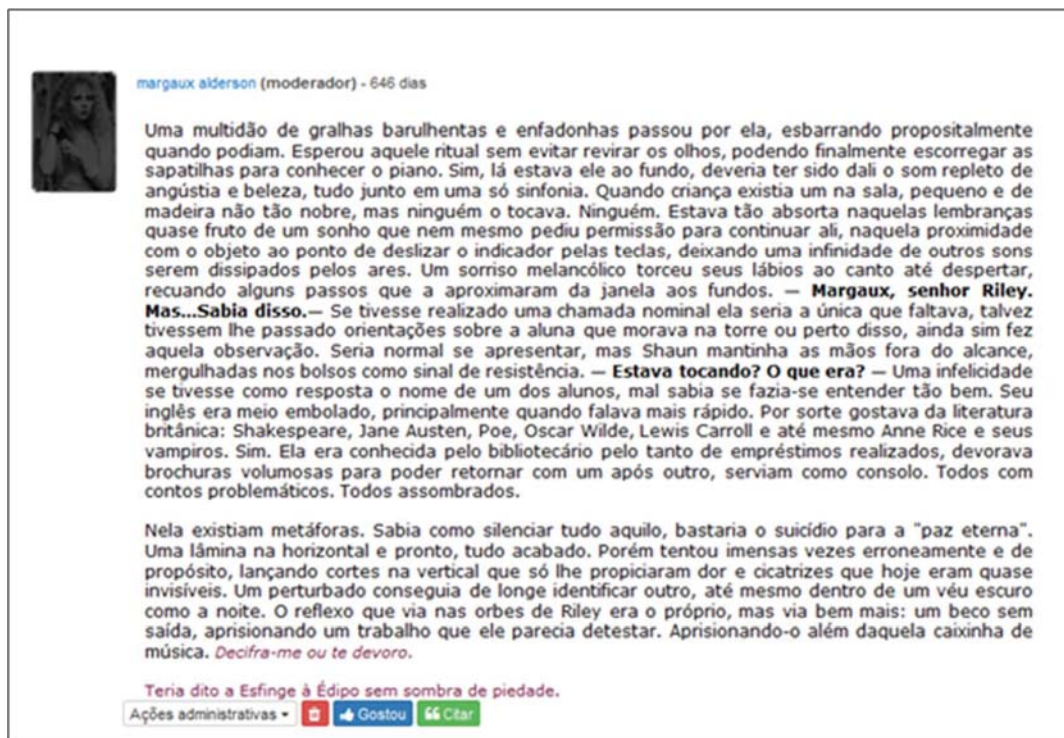 margaux alderson (moderador) - 646 dias
Uma multidão de gralhas barulhentas e enfadonhas passou por ela, esbarrando propositalmente
quando podiam. Esperou aquele ritual sem evitar revirar os olhos, podendo finalmente escorregar as
sapatilhas para conhecer o piano. Sim, lá estava ele ao fundo, deveria ter sido dali o som repleto de
angústia e beleza, tudo junto em uma só sinfonia. Quando criança existia um na sala, pequeno e de
madeira não tão nobre, mas ninguém o tocava. Ninguém. Estava tão absorta naquelas lembranças
quase fruto de um sonho que nem mesmo pediu permissão para continuar ali, naquela proximidade
com o objeto ao ponto de deslizar o indicador pelas teclas, deixando uma infinidade de outros sons
serem dissipados pelos ares. Um sorriso melancólico torceu seus lábios ao canto até despertar,
recuando alguns passos que a aproximaram da janela aos fundos. — Margaux, senhor Riley.
Mas...Sabia disso.— Se tivesse realizado uma chamada nominal ela seria a única que faltava, talvez
tivessem lhe passado orientações sobre a aluna que morava na torre ou perto disso, ainda sim fez
aquela observação. Seria normal se apresentar, mas Shaun mantinha as mãos fora do alcance,
mergulhadas nos bolsos como sinal de resistência. — Estava tocando? O que era? — Uma infelicidade
se tivesse como resposta o nome de um dos alunos, mal sabia se fazia-se entender tão bem. Seu
inglês era meio embolado, principalmente quando falava mais rápido. Por sorte gostava da literatura
britânica: Shakespeare, Jane Austen, Poe, Oscar Wilde, Lewis Carroll e até mesmo Anne Rice e seus
vampiros. Sim. Ela era conhecida pelo bibliotecário pelo tanto de empréstimos realizados, devorava
brochuras volumosas para poder retornar com um após outro, serviam como consolo. Todos com
contos problemáticos. Todos assombrados.
Nela existiam metáforas. Sabia como silenciar tudo aquilo, bastaria o suicídio para a "paz eterna".
Uma lâmina na horizontal e pronto, tudo acabado. Porém tentou imensas vezes erroneamente e de
propósito, lançando cortes na vertical que só lhe propiciaram dor e cicatrizes que hoje eram quase
invisíveis. Um perturbado conseguia de longe identificar outro, até mesmo dentro de um véu escuro
como a noite. O reflexo que via nas orbes de Riley era o próprio, mas via bem mais: um beco sem
saída, aprisionando um trabalho que ele parecia detestar. Aprisionando-o além daquela caixinha de
música. Decifra-me ou te devoro.
Teria dito a Esfinge à Édipo sem sombra de piedade.
Ações administrativas Gostou Citar